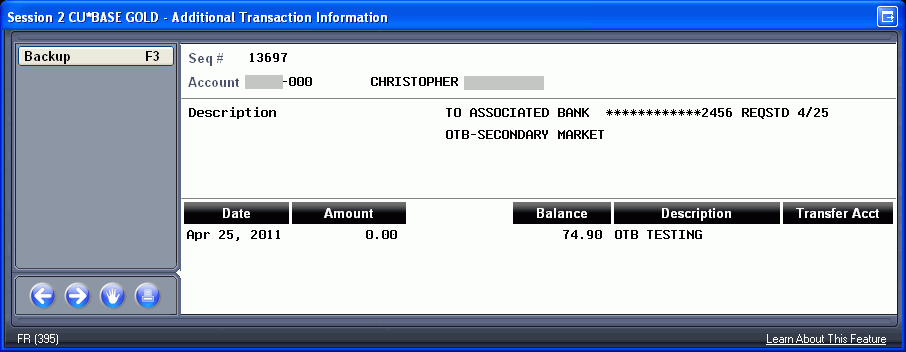 Session 2 CU*BASE GOLD - Additional Transaction Information
Backup F3
Seq # 13697
Account -000 CHRISTOPHER
Description TO ASSOCIATED BANK ************2456 REQSTD 4/25
OTB-SECONDARY MARKET
Date Amount Balance Description Transfer Acct
Apr 25, 2011 0.00 74.90 OTB TESTING
FR (395) Learn About This Feature